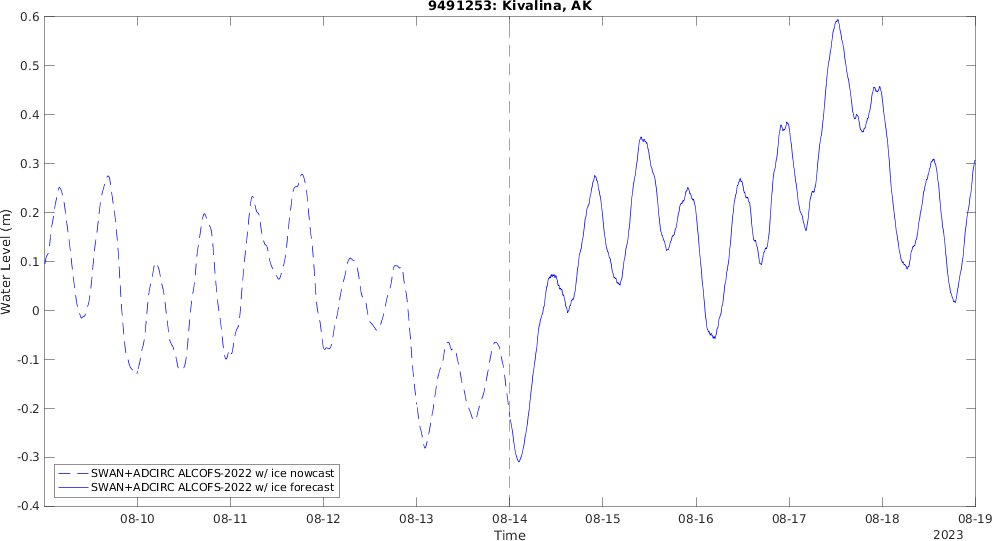 9491253: Kivalina, AK
0.6
0.5
0.4
0.3
0.2
0.1
0
-0.1
-0.2
-0.3
-0.4
Water Level (m)
SWAN+ADCIRC ALCOFS-2022 w/ ice nowcast
SWAN+ADCIRC ALCOFS-2022 w/ ice forecast
08-10 08-11 08-12 08-13 08-14 08-15 08-16 08-17 08-18 08-19
Time
2023